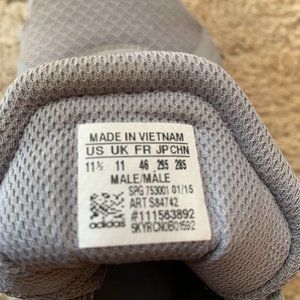 MADE IN VIETNAM
US UK FR JP CHN
11½ 11 46 295 285
MALE/MÂLE
SPG 753001 01/15
ART S84742
#111563892
5KYRCN0B01592
adidas